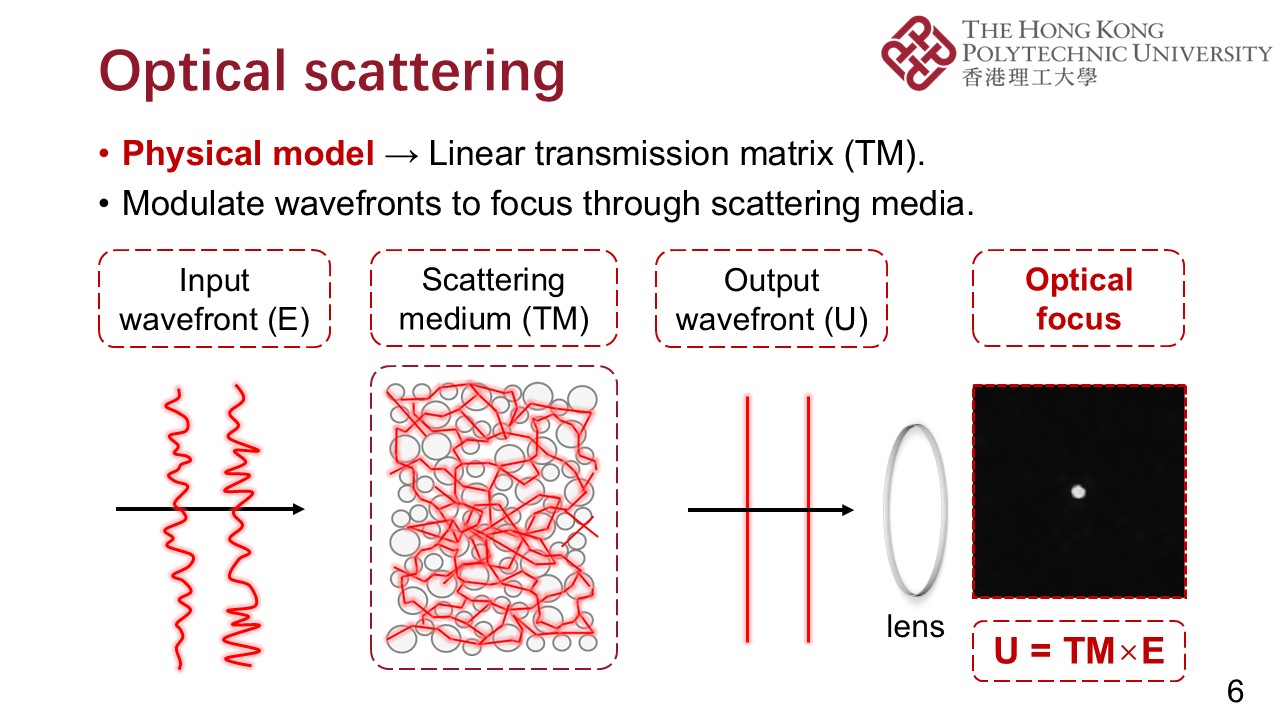 Optical scattering
THE HONG KONG
POLYTECHNIC UNIVERSITY
香港理工大學
• Physical model → Linear transmission matrix (TM).
• Modulate wavefronts to focus through scattering media.
Input
wavefront (E)
Scattering
medium (TM)
Output
wavefront (U)
Optical
focus
lens
U = TM×E
6